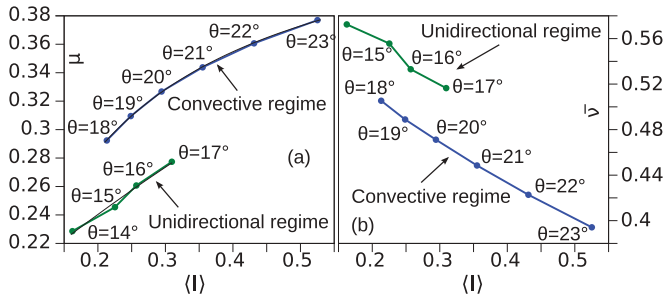 0.38
0.36
0.34
0.32
0.3
0.28
0.26
0.24
0.22
μ
θ=18°
θ=19°
θ=20°
θ=21°
θ=22°
θ=23°
Convective regime
θ=14°
θ=15°
θ=16°
θ=17°
Unidirectional regime
(a)
0.2 0.3 0.4 0.5
⟨I⟩
Unidirectional regime
θ=15°
θ=16°
θ=17°
θ=18°
θ=19°
θ=20°
θ=21°
θ=22°
θ=23°
Convective regime
(b)
0.56
0.52
0.48
0.44
0.4
ν̄
0.2 0.3 0.4 0.5
⟨I⟩